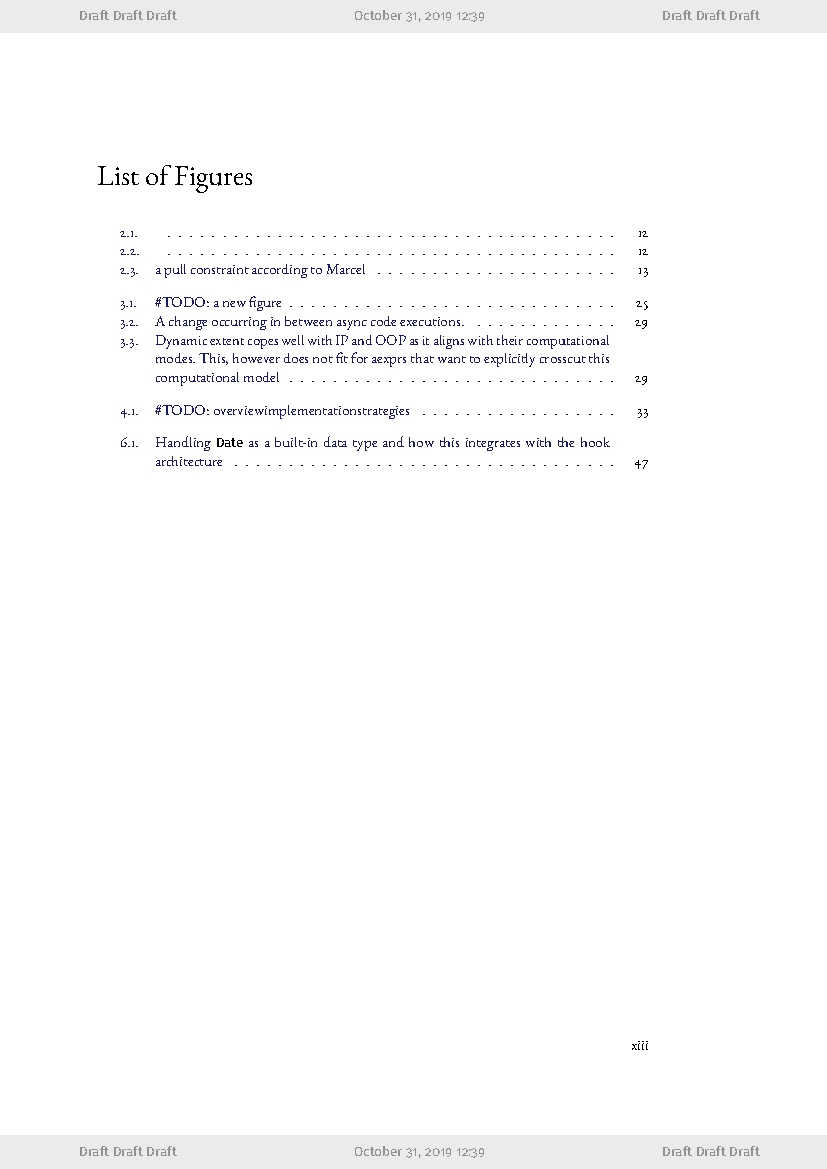 Draft Draft Draft October 31, 2019 12:39 Draft Draft Draft
List of Figures
2.1. . . . . . . . . . . . . . . . . . . . . . . . . . . . . . . . . . . . . . . . . . 12
2.2. . . . . . . . . . . . . . . . . . . . . . . . . . . . . . . . . . . . . . . . . . 12
2.3. a pull constraint according to Marcel . . . . . . . . . . . . . . . . . . . . . . 13
3.1. #TODO: a new figure . . . . . . . . . . . . . . . . . . . . . . . . . . . . . . 25
3.2. A change occurring in between async code executions. . . . . . . . . . . . . . 29
3.3. Dynamic extent copes well with IP and OOP as it aligns with their computational
modes. This, however does not fit for aexprs that want to explicitly crosscut this
computational model . . . . . . . . . . . . . . . . . . . . . . . . . . . . . . 29
4.1. #TODO: overviewimplementationstrategies . . . . . . . . . . . . . . . . . . 33
6.1. Handling Date as a built-in data type and how this integrates with the hook
architecture . . . . . . . . . . . . . . . . . . . . . . . . . . . . . . . . . . . 47
xiii
Draft Draft Draft October 31, 2019 12:39 Draft Draft Draft